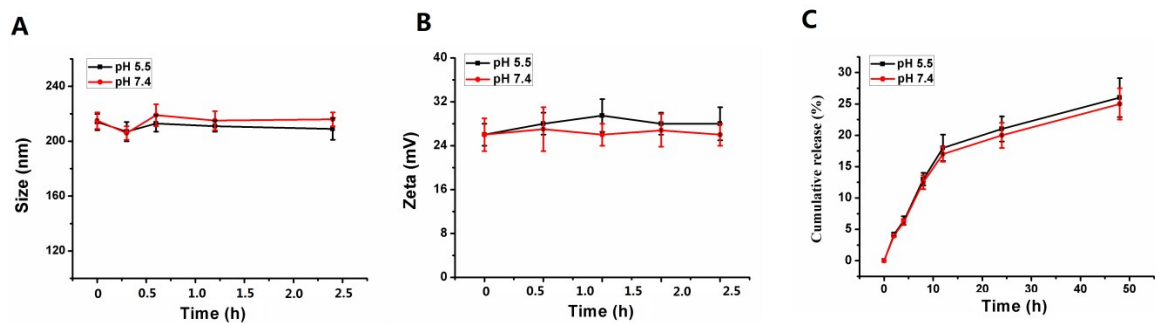 A
pH 5.5
pH 7.4
240
200
160
120
Size (nm)
0 0.5 1.0 1.5 2.0 2.5
Time (h)
B
pH 5.5
pH 7.4
40
32
24
16
8
0
Zeta (mV)
0 0.5 1.0 1.5 2.0 2.5
Time (h)
C
pH 5.5
pH 7.4
30
25
20
15
10
5
0
Cumulative release (%)
0 10 20 30 40 50
Time (h)